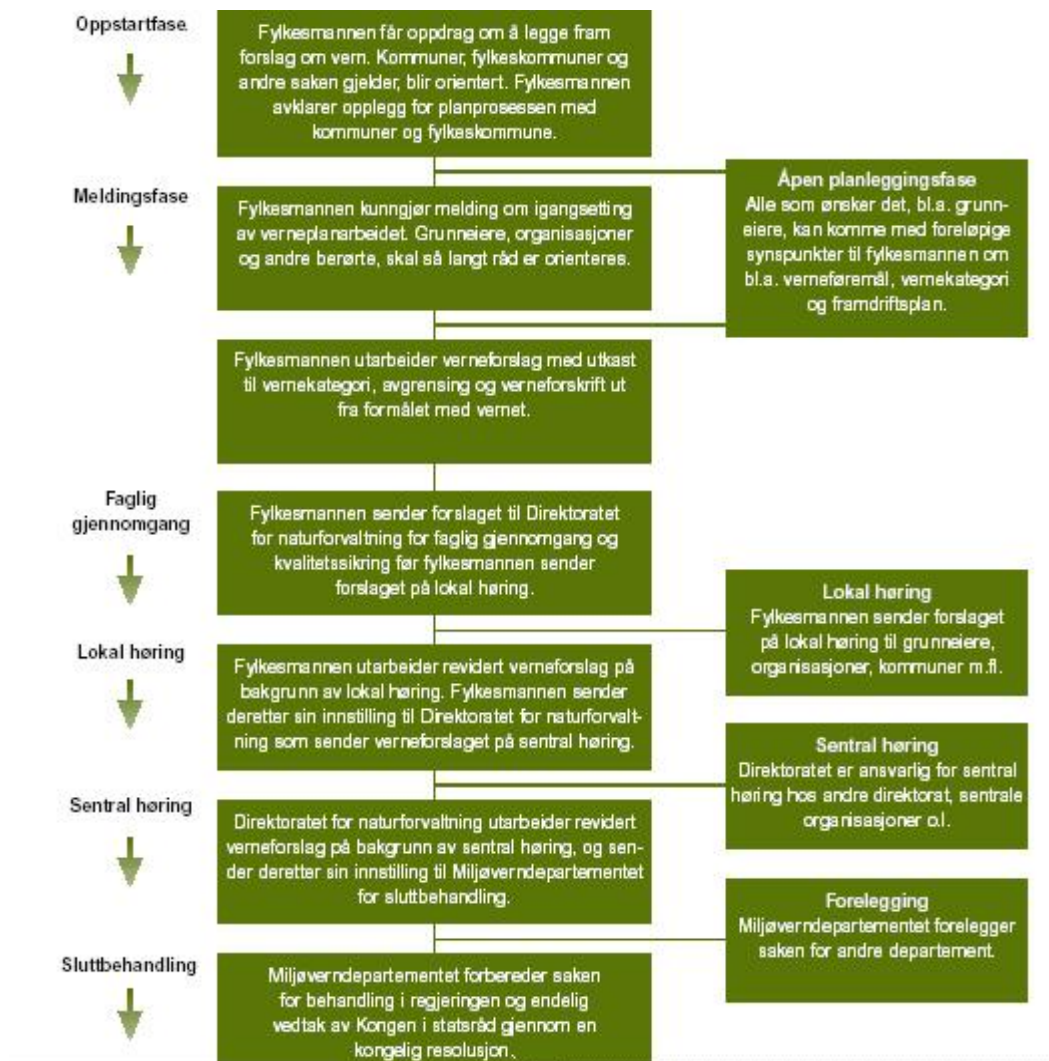 Oppstartfase
Fylkesmannen får oppdrag om å legge fram
forslag om vern. Kommuner, fylkeskommuner og
andre saken gjelder, blir orientert. Fylkesmannen
avklarer opplegg for planprosessen med
kommuner og fylkeskommune.
Meldingsfase
Fylkesmannen kunngjør melding om igangsetting
av verneplanarbeidet. Grunneiere, organisasjoner
og andre berørte, skal så langt råd er orienteres.
Åpen planleggingsfase
Alle som ønsker det, bl.a. grunn-
eiere, kan komme med foreløpige
synspunkter til fylkesmannen om
bl.a. verneføremål, vernekategori
og framdriftsplan.
Fylkesmannen utarbeider verneforslag med utkast
til vernekategori, avgrensing og verneforskrift ut
fra formålet med vernet.
Faglig
gjennomgang
Fylkesmannen sender forslaget til Direktoratet
for naturforvaltning for faglig gjennomgang og
kvalitetssikring før fylkesmannen sender
forslaget på lokal høring.
Lokal høring
Fylkesmannen sender forslaget
på lokal høring til grunneiere,
organisasjoner, kommuner m.fl.
Lokal høring
Fylkesmannen utarbeider revidert verneforslag på
bakgrunn av lokal høring. Fylkesmannen sender
deretter sin innstilling til Direktoratet for naturforvalt-
ning som sender verneforslaget på sentral høring.
Sentral høring
Direktoratet er ansvarlig for sentral
høring hos andre direktorat, sentrale
organisasjoner o.l.
Sentral høring
Direktoratet for naturforvaltning utarbeider revidert
verneforslag på bakgrunn av sentral høring, og sen-
der deretter sin innstilling til Miljøverndepartementet
for sluttbehandling.
Forelegging
Miljøverndepartementet forelegger
saken for andre departement.
Sluttbehandling
Miljøverndepartementet forbereder saken
for behandling i regjeringen og endelig
vedtak av Kongen i statsråd gjennom en
kongelig resolusjon.